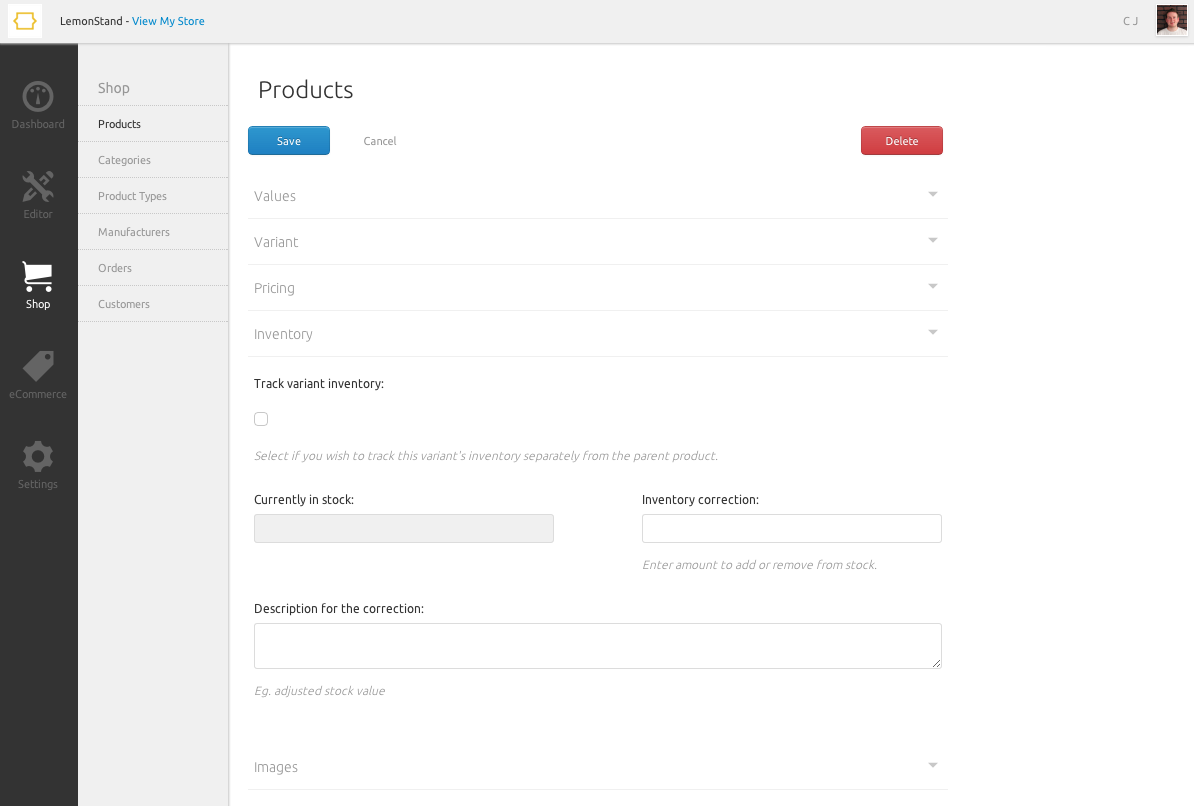 LemonStand - View My Store
C J
Dashboard
Editor
Shop
eCommerce
Settings
Shop
Products
Categories
Product Types
Manufacturers
Orders
Customers
Products
Save
Cancel
Delete
Values
Variant
Pricing
Inventory
Track variant inventory:
Select if you wish to track this variant's inventory separately from the parent product.
Currently in stock:
Inventory correction:
Enter amount to add or remove from stock.
Description for the correction:
Eg. adjusted stock value
Images